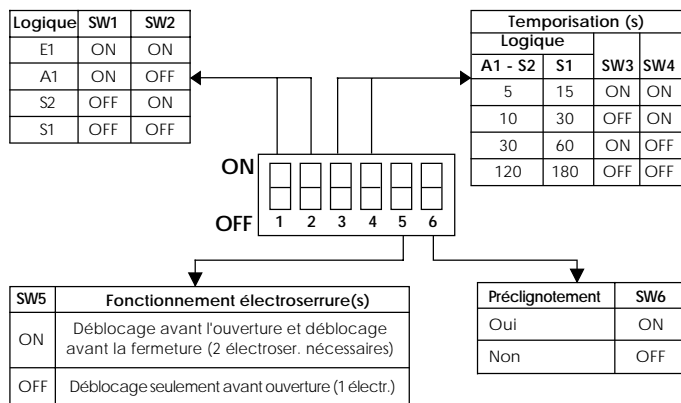 Logique SW1 SW2
E1 ON ON
A1 ON OFF
S2 OFF ON
S1 OFF OFF
Temporisation (s)
Logique
A1 - S2 S1 SW3 SW4
5 15 ON ON
10 30 OFF ON
30 60 ON OFF
120 180 OFF OFF
ON
OFF 1 2 3 4 5 6
SW5 Fonctionnement électroserrure(s)
ON Déblocage avant l'ouverture et déblocage
avant la fermeture (2 électroser. nécessaires)
OFF Déblocage seulement avant ouverture (1 électr.)
Préclignotement SW6
Oui ON
Non OFF